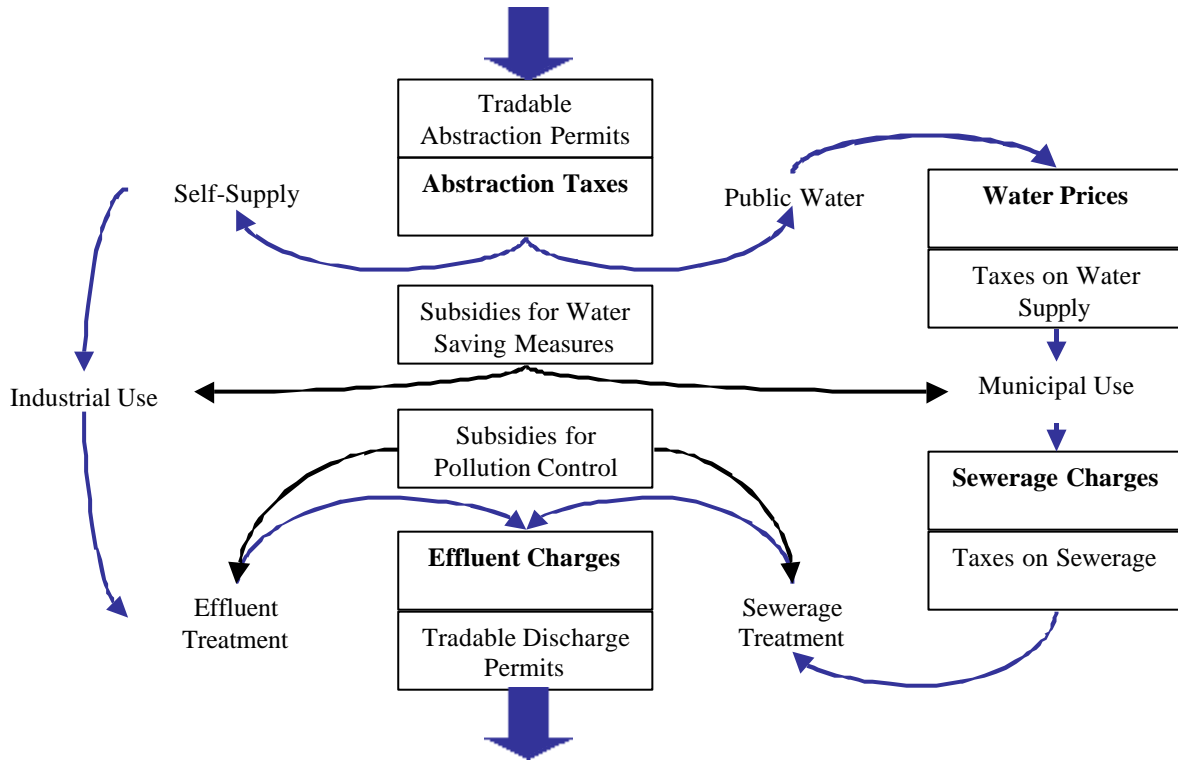 Tradable
Abstraction Permits
Abstraction Taxes
Self-Supply
Public Water
Water Prices
Taxes on Water
Supply
Subsidies for Water
Saving Measures
Industrial Use
Municipal Use
Subsidies for
Pollution Control
Sewerage Charges
Effluent Charges
Taxes on Sewerage
Effluent
Treatment
Sewerage
Treatment
Tradable Discharge
Permits